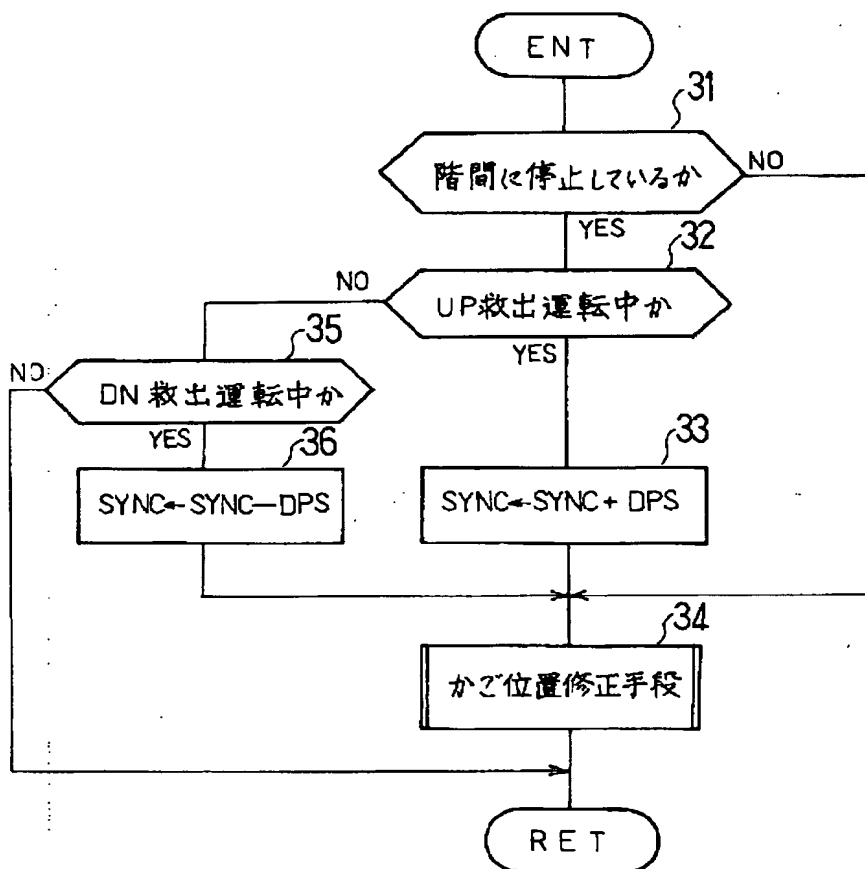 ENT
31
階間に停止しているか
NO
YES
32
UP救出運転中か
NO
YES
35
DN救出運転中か
NO
YES
36
SYNC←SYNC－DPS
33
SYNC←SYNC+DPS
34
かご位置修正手段
RET